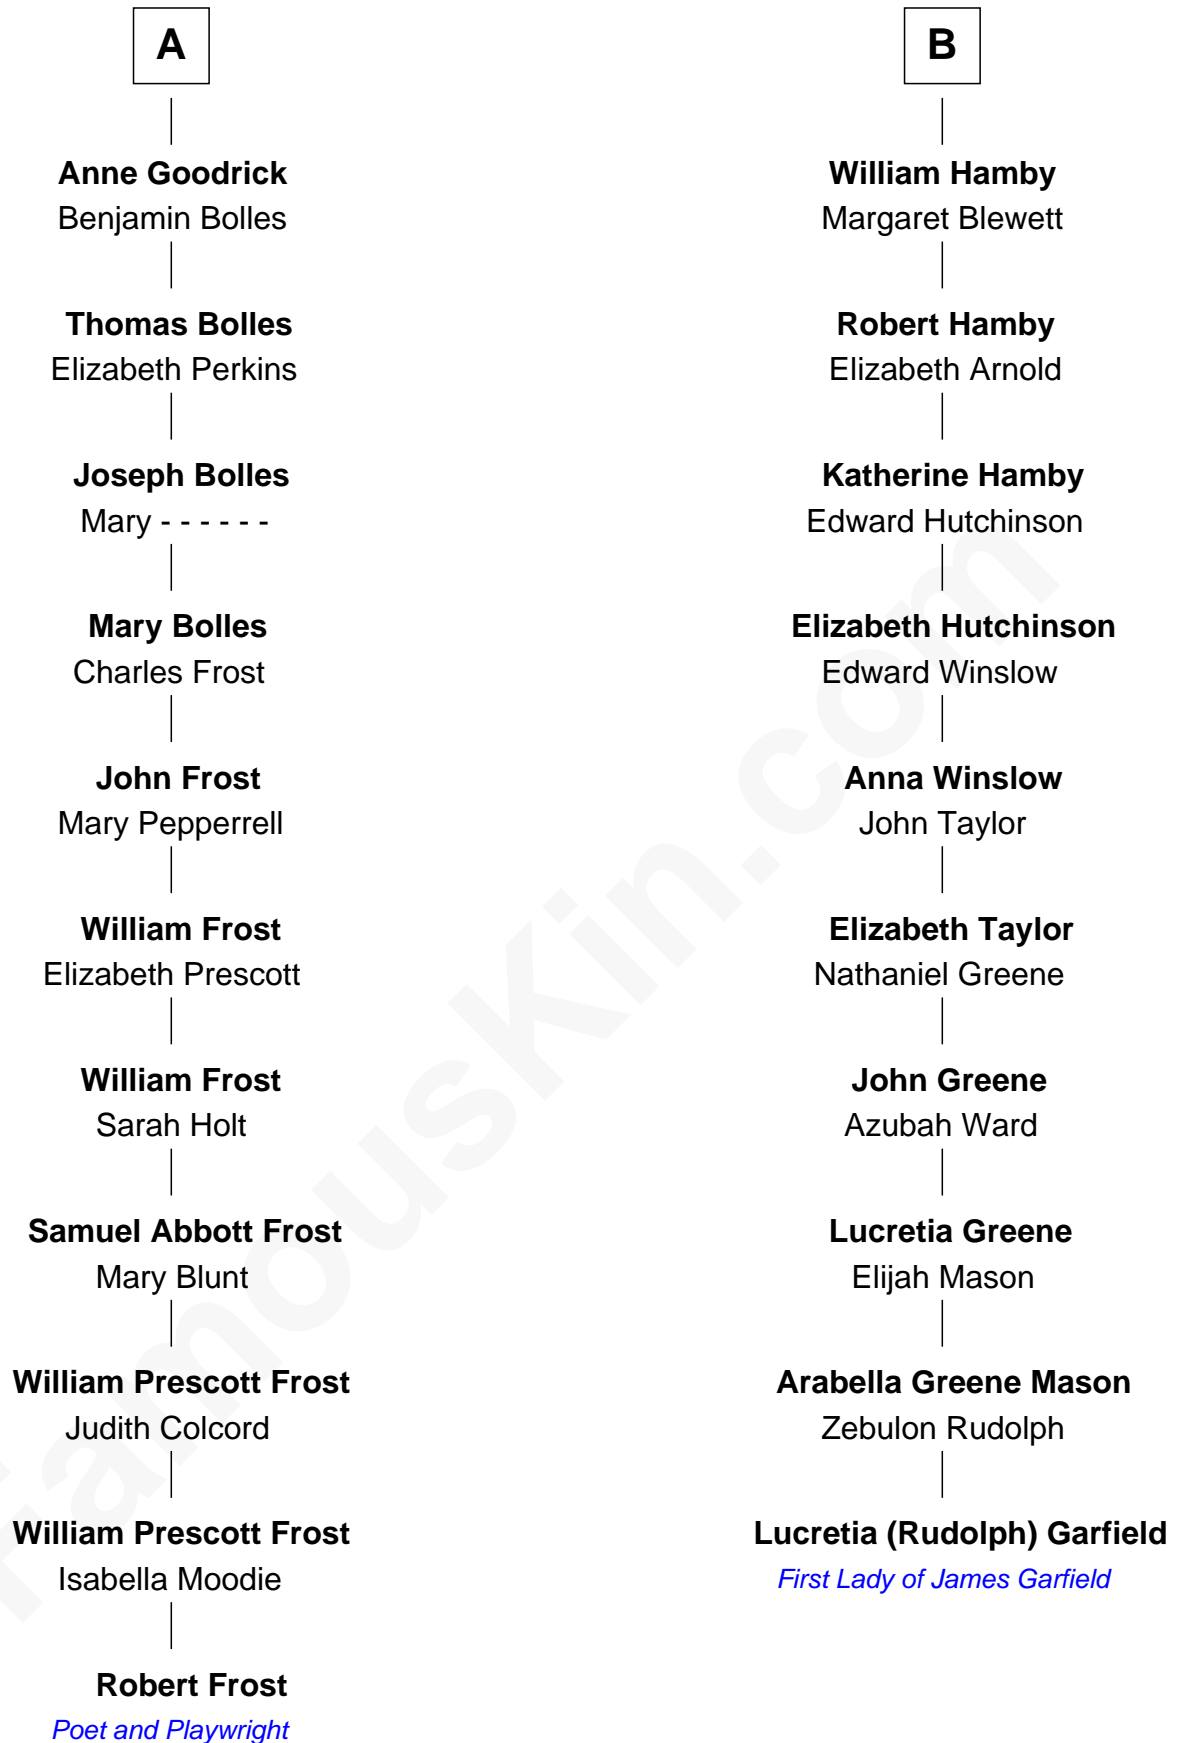 A
Anne Goodrick
Benjamin Bolles
Thomas Bolles
Elizabeth Perkins
Joseph Bolles
Mary - - - - - -
Mary Bolles
Charles Frost
John Frost
Mary Pepperrell
William Frost
Elizabeth Prescott
William Frost
Sarah Holt
Samuel Abbott Frost
Mary Blunt
William Prescott Frost
Judith Colcord
William Prescott Frost
Isabella Moodie
Robert Frost
Poet and Playwright
B
William Hamby
Margaret Blewett
Robert Hamby
Elizabeth Arnold
Katherine Hamby
Edward Hutchinson
Elizabeth Hutchinson
Edward Winslow
Anna Winslow
John Taylor
Elizabeth Taylor
Nathaniel Greene
John Greene
Azubah Ward
Lucretia Greene
Elijah Mason
Arabella Greene Mason
Zebulon Rudolph
Lucretia (Rudolph) Garfield
First Lady of James Garfield
FamousKin.com